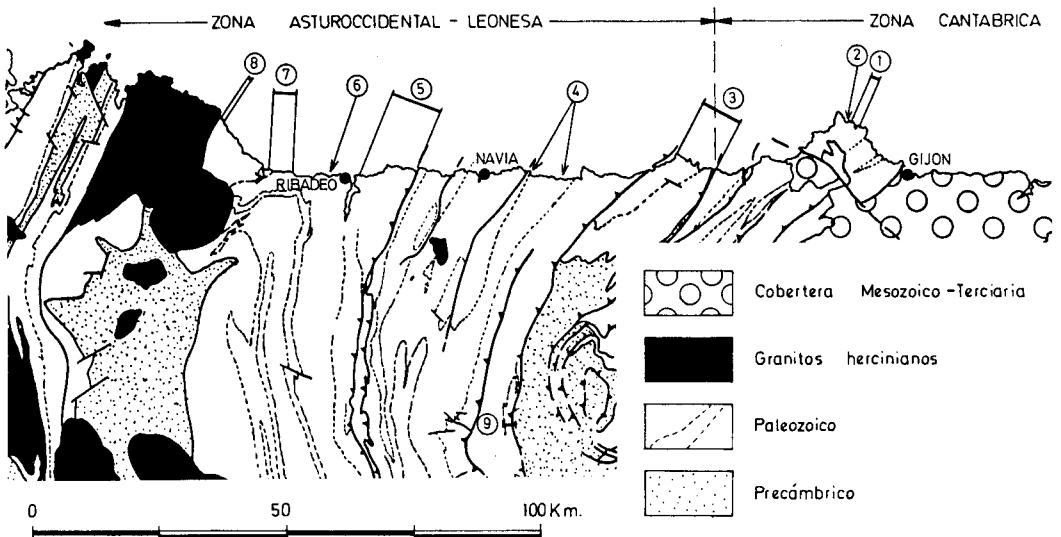 ZONA ASTUROCCIDENTAL - LEONESA
ZONA CANTABRICA
8
7
6
5
4
3
2
1
RIBADEO
NAVIA
GIJON
9
Cobertera Mesozoico-Terciaria
Granitos hercinianos
Paleozoico
Precámbrico
0 50 100 Km.